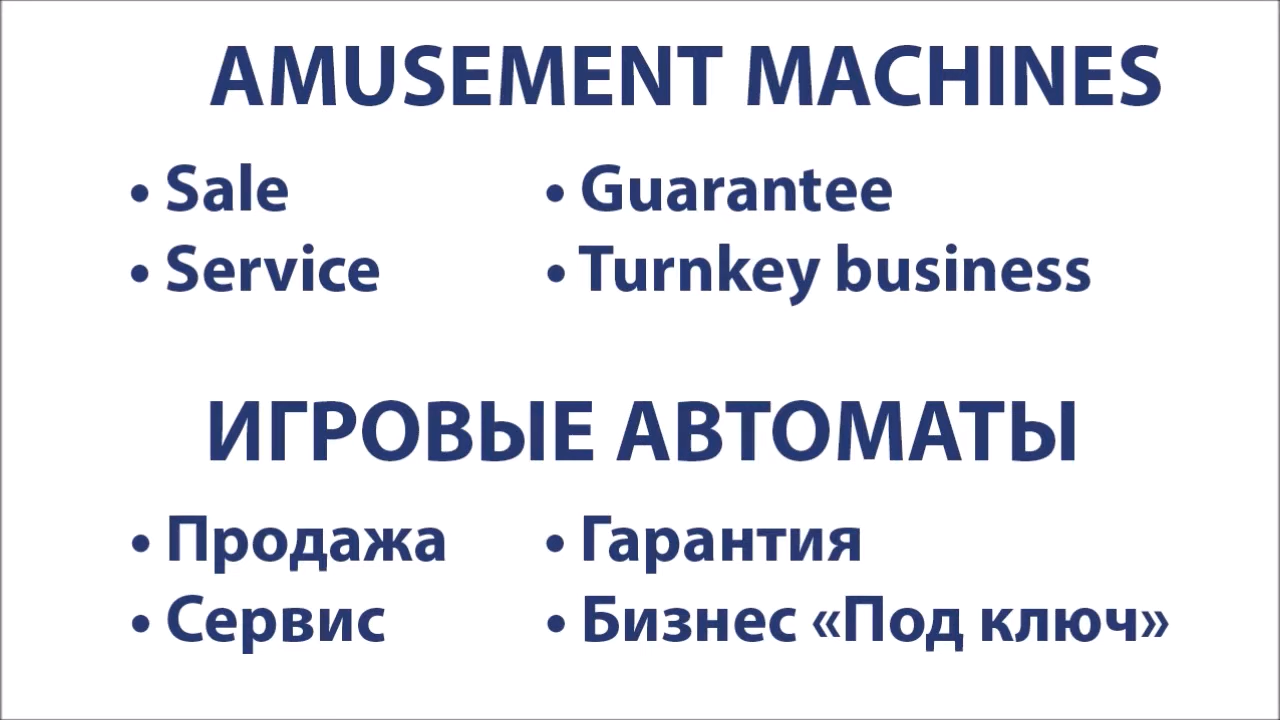 AMUSEMENT MACHINES
• Sale • Guarantee
• Service • Turnkey business
ИГРОВЫЕ АВТОМАТЫ
• Продажа • Гарантия
• Сервис • Бизнес «Под ключ»